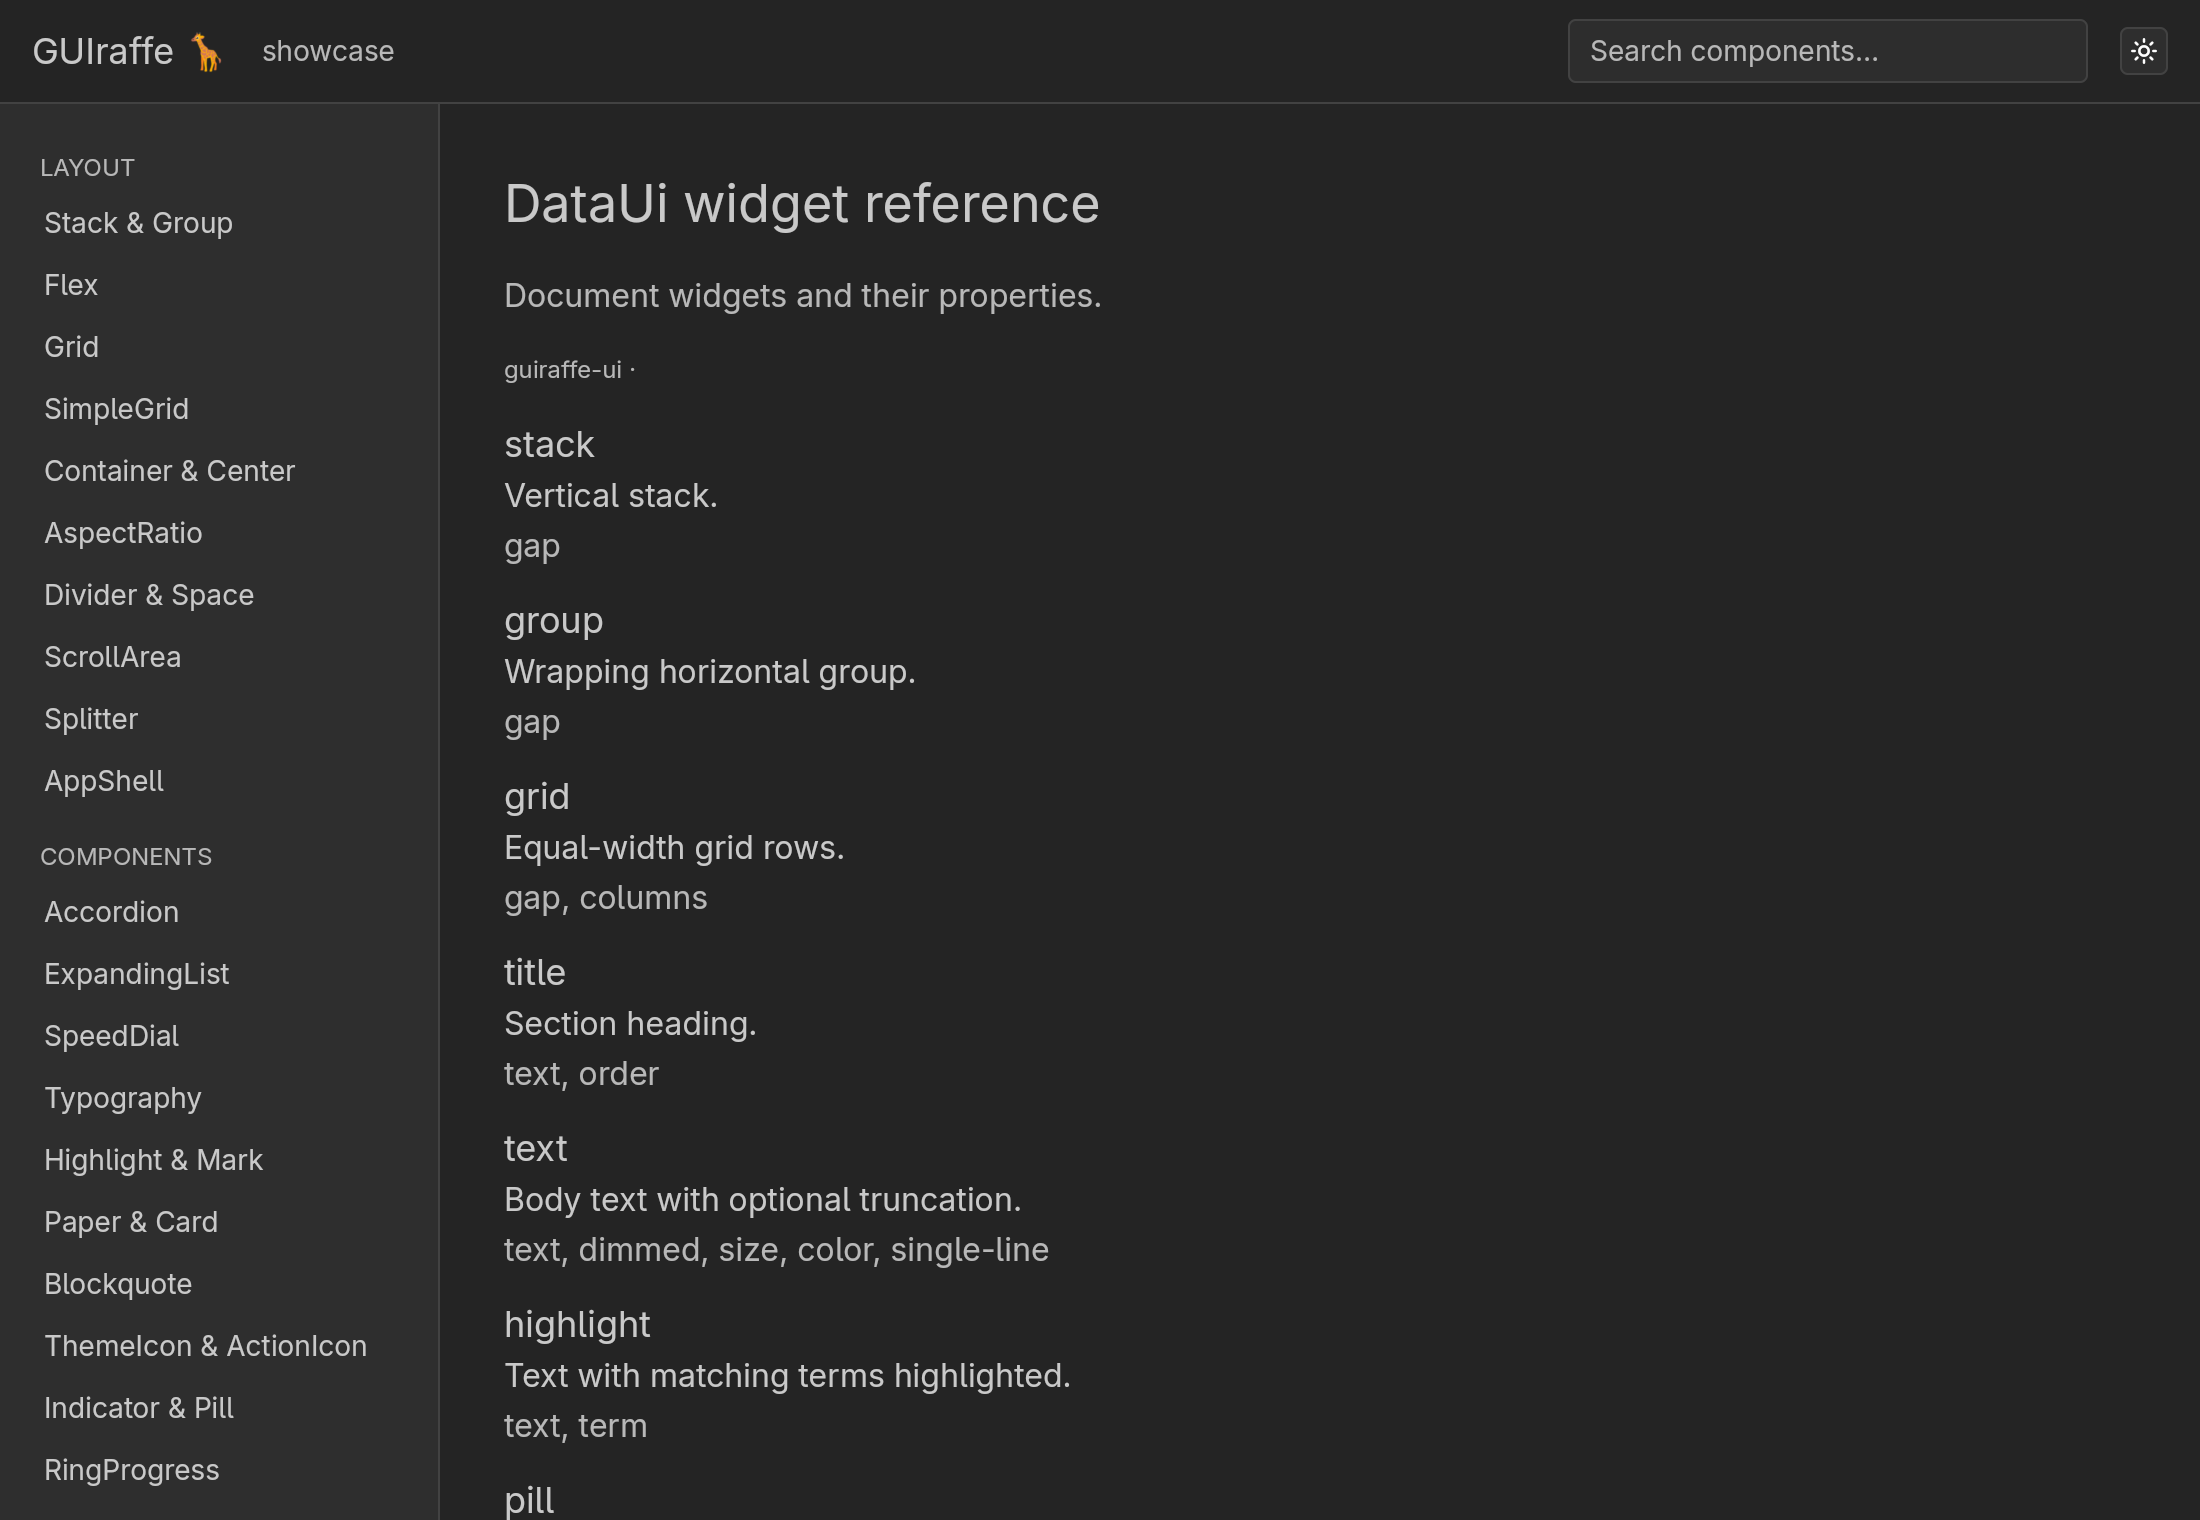 GUIraffe 🦒 showcase
Search components...
LAYOUT
Stack & Group
Flex
Grid
SimpleGrid
Container & Center
AspectRatio
Divider & Space
ScrollArea
Splitter
AppShell
COMPONENTS
Accordion
ExpandingList
SpeedDial
Typography
Highlight & Mark
Paper & Card
Blockquote
ThemeIcon & ActionIcon
Indicator & Pill
RingProgress
DataUi widget reference
Document widgets and their properties.
guiraffe-ui ·
stack
Vertical stack.
gap
group
Wrapping horizontal group.
gap
grid
Equal-width grid rows.
gap, columns
title
Section heading.
text, order
text
Body text with optional truncation.
text, dimmed, size, color, single-line
highlight
Text with matching terms highlighted.
text, term
pill